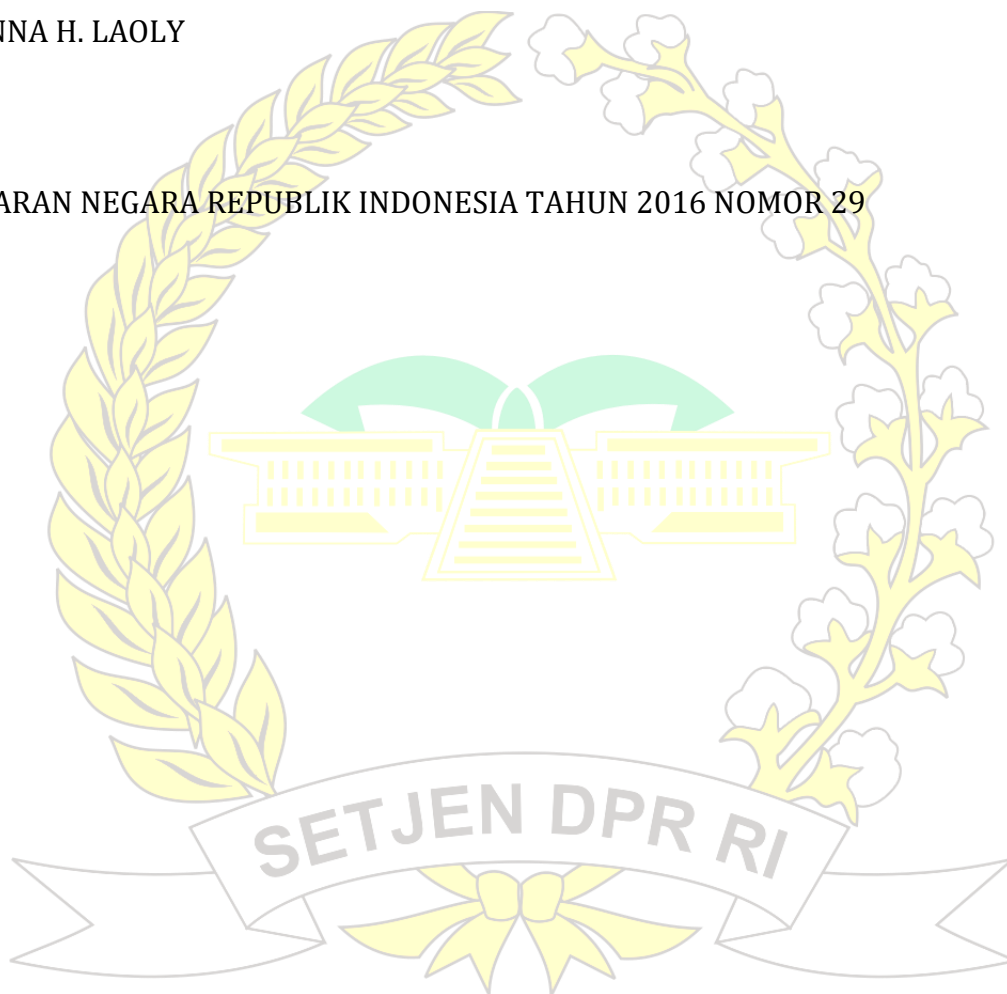 NNA H. LAOLY
ARAN NEGARA REPUBLIK INDONESIA TAHUN 2016 NOMOR 29
SETJEN DPR RI